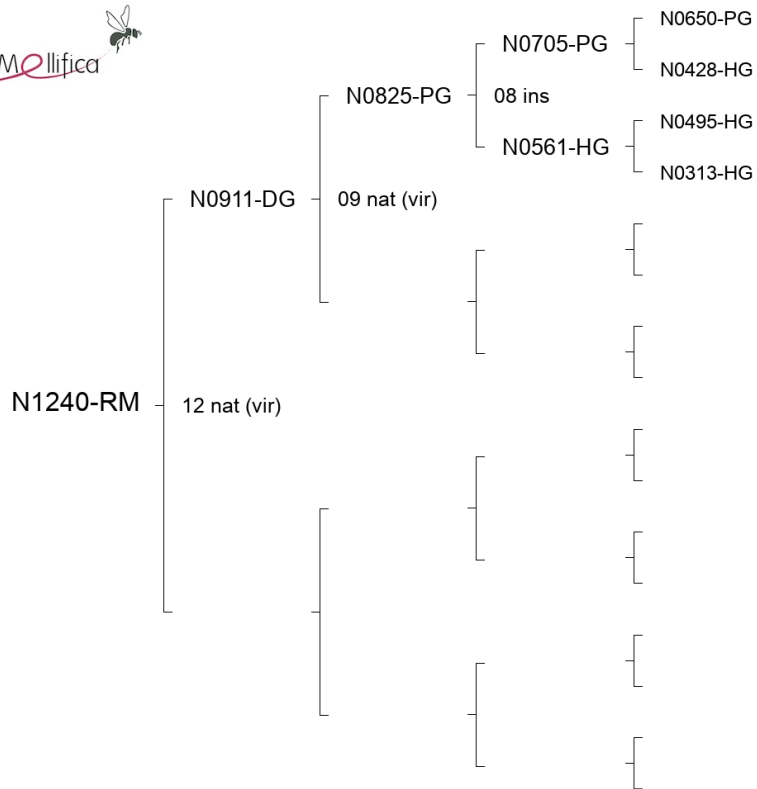 Mellifica
N0650-PG
N0705-PG
N0428-HG
N0825-PG 08 ins
N0495-HG
N0561-HG
N0313-HG
N0911-DG 09 nat (vir)
N1240-RM 12 nat (vir)